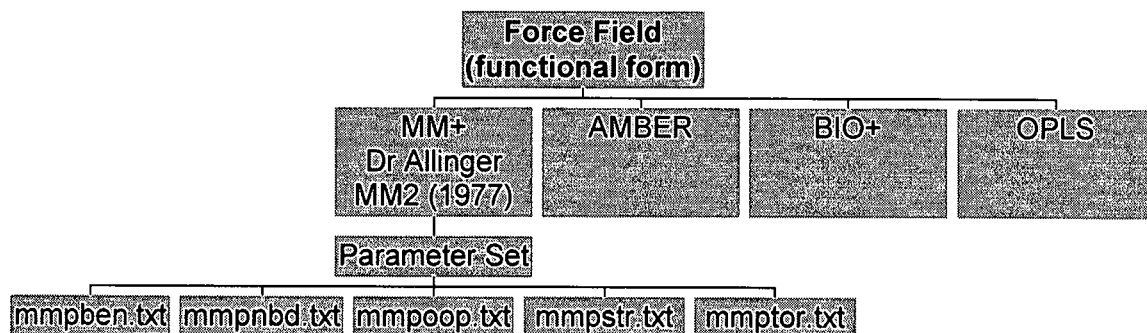 Force Field
(functional form)
MM+
Dr Allinger
MM2 (1977)
AMBER
BIO+
OPLS
Parameter Set
mmpben.txt
mmpnbd.txt
mmpoop.txt
mmpstr.txt
mmptor.txt